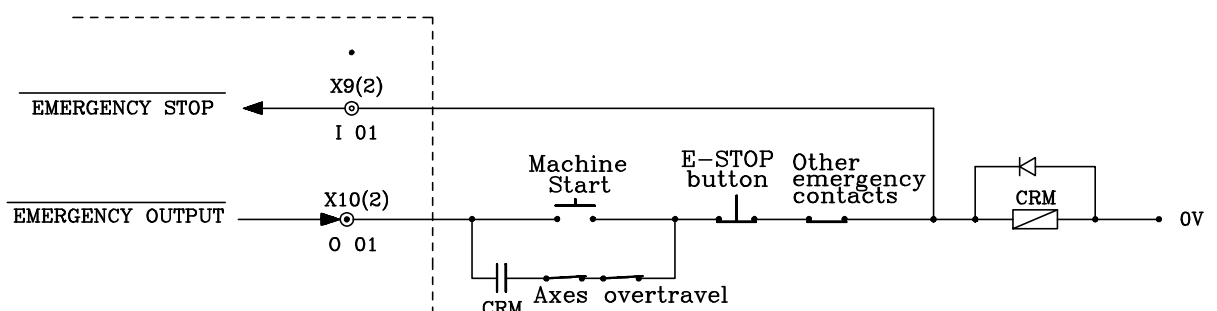 X9(2)
EMERGENCY STOP
I 01
Machine
Start
E-STOP
button
Other
emergency
contacts
X10(2)
EMERGENCY OUTPUT
O 01
CRM
0V
CRM
Axes overtravel